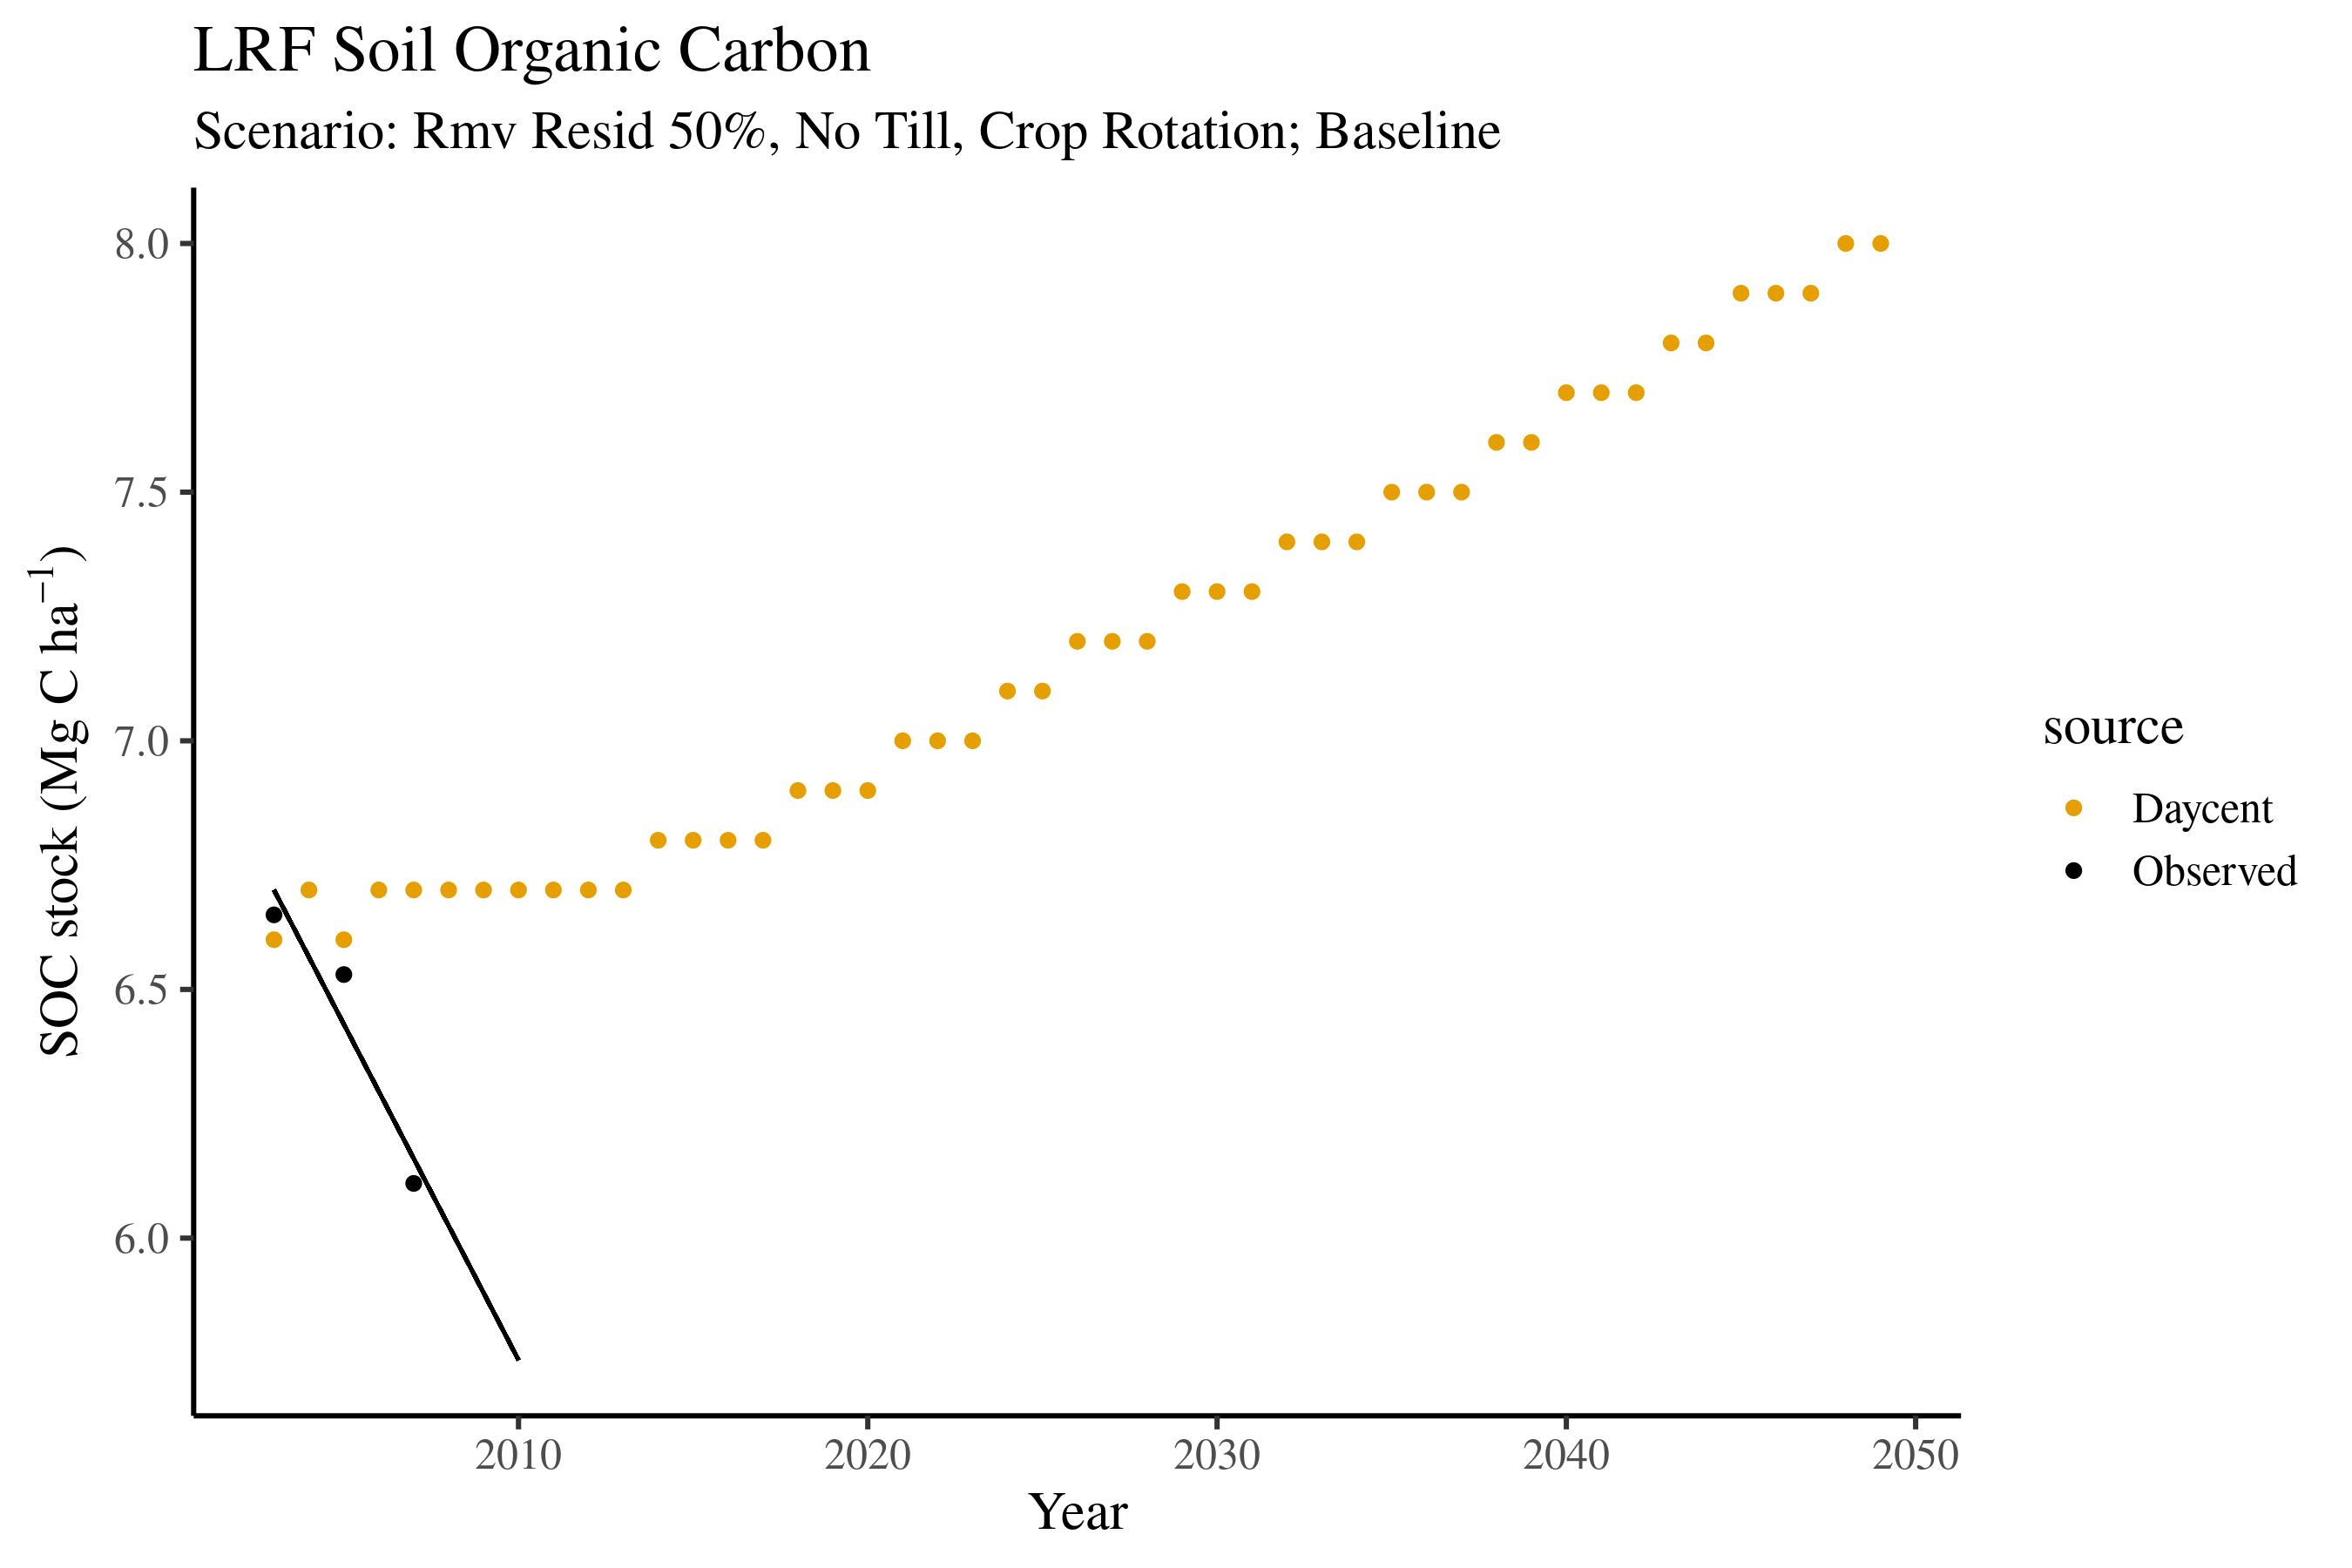 LRF Soil Organic Carbon
Scenario: Rmv Resid 50%, No Till, Crop Rotation; Baseline
SOC stock (Mg C ha⁻¹)
8.0
7.5
7.0
6.5
6.0
2010 2020 2030 2040 2050
Year
source
Daycent
Observed